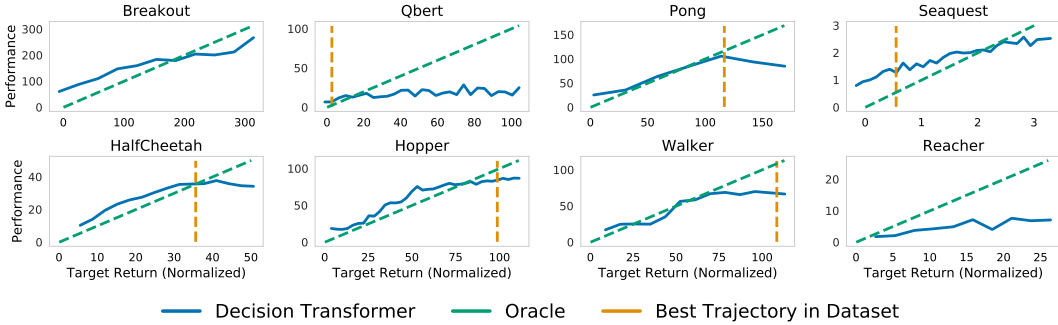 Breakout
Qbert
Pong
Seaquest
Performance
300
200
100
0
0 100 200 300
100
50
0
0 20 40 60 80 100
150
100
50
0
0 50 100 150
3
2
1
0
0 1 2 3
HalfCheetah
Hopper
Walker
Reacher
Performance
40
20
0
0 10 20 30 40 50
Target Return (Normalized)
100
50
0
0 25 50 75 100
Target Return (Normalized)
100
50
0
0 25 50 75 100
Target Return (Normalized)
20
10
0
0 5 10 15 20 25
Target Return (Normalized)
Decision Transformer
Oracle
Best Trajectory in Dataset